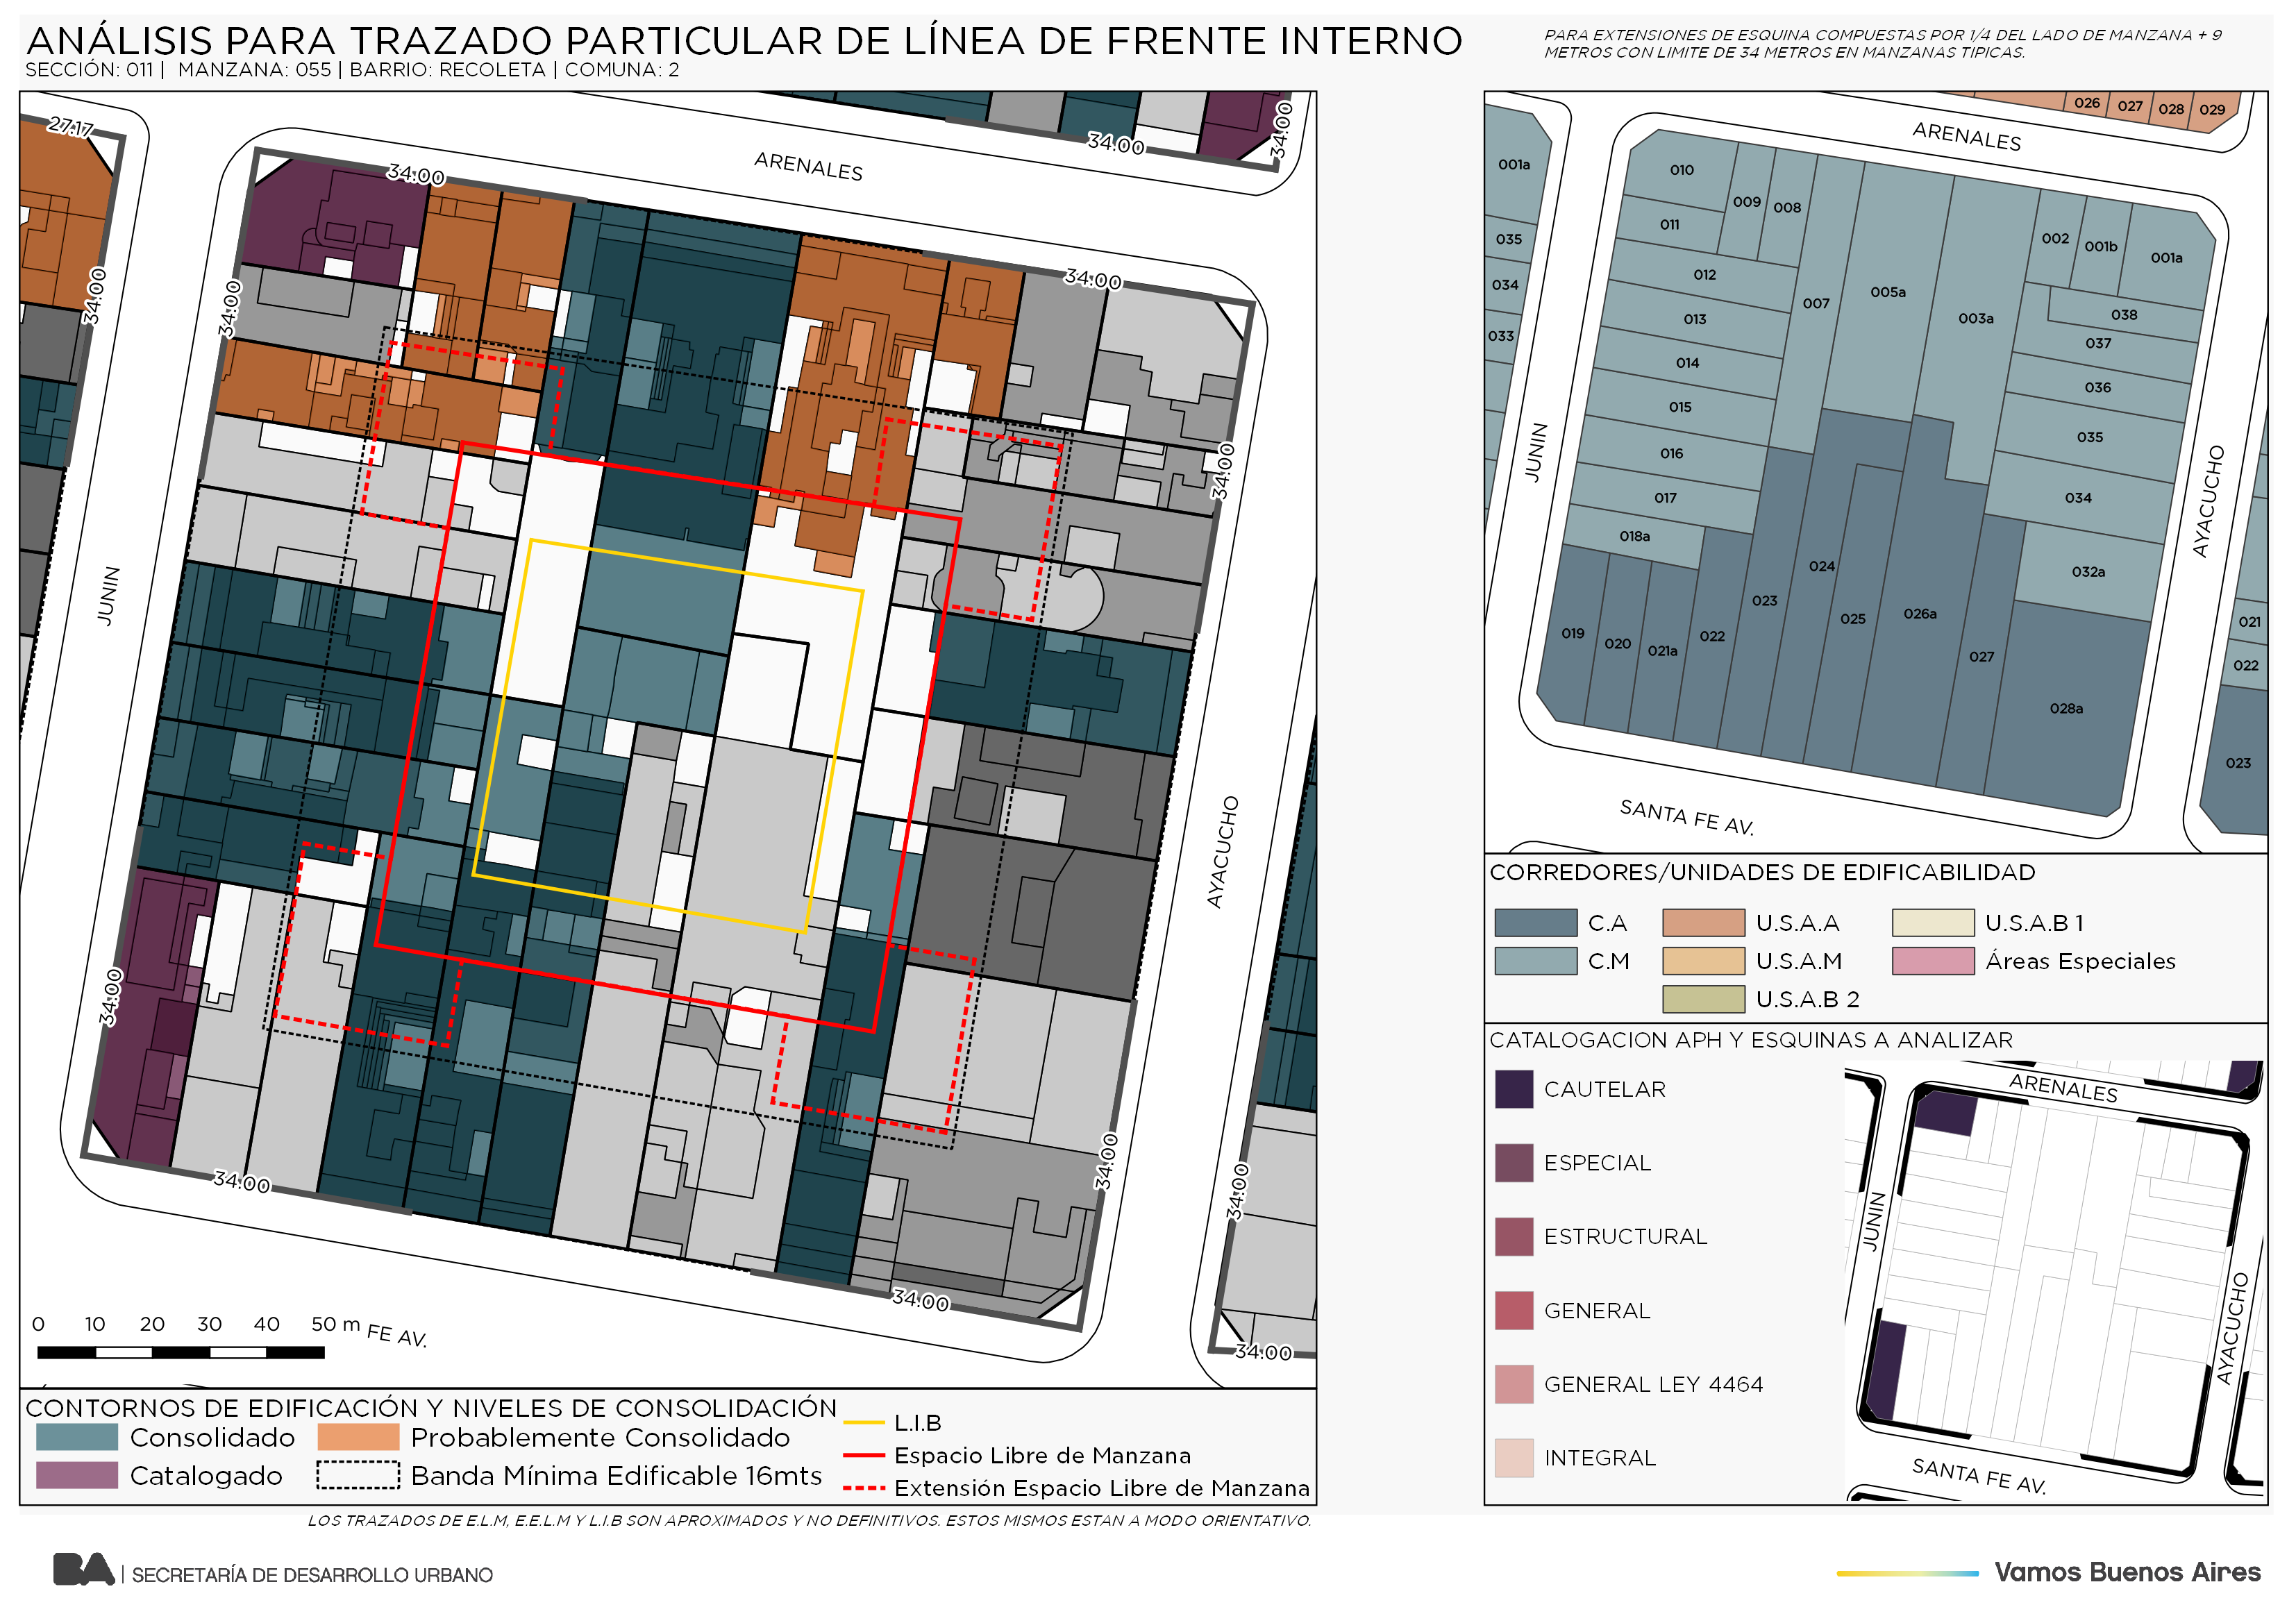 ANÁLISIS PARA TRAZADO PARTICULAR DE LÍNEA DE FRENTE INTERNO
SECCIÓN: 011 | MANZANA: 055 | BARRIO: RECOLETA | COMUNA: 2
PARA EXTENSIONES DE ESQUINA COMPUESTAS POR 1/4 DEL LADO DE MANZANA + 9
METROS CON LIMITE DE 34 METROS EN MANZANAS TIPICAS.
27.17
34:00
34:00
34:00
ARENALES
34:00
34:00
34:00
34:00
34:00
JUNIN
AYACUCHO
34:00
34:00
34:00
34:00
34:00
34:00
0 10 20 30 40 50 m
FE AV.
CONTORNOS DE EDIFICACIÓN Y NIVELES DE CONSOLIDACIÓN
Consolidado
Probablemente Consolidado
Catalogado
Banda Mínima Edificable 16mts
L.I.B
Espacio Libre de Manzana
Extensión Espacio Libre de Manzana
LOS TRAZADOS DE E.L.M, E.E.L.M Y L.I.B SON APROXIMADOS Y NO DEFINITIVOS. ESTOS MISMOS ESTAN A MODO ORIENTATIVO.
026 027 028 029
ARENALES
001a
035
034
033
010
009
008
011
012
013
014
015
016
017
018a
007
005a
003a
002
001b
001a
038
037
036
035
034
032a
019
020
021a
022
023
024
025
026a
027
028a
021
022
023
JUNIN
AYACUCHO
SANTA FE AV.
CORREDORES/UNIDADES DE EDIFICABILIDAD
C.A
U.S.A.A
U.S.A.B 1
C.M
U.S.A.M
Áreas Especiales
U.S.A.B 2
CATALOGACION APH Y ESQUINAS A ANALIZAR
CAUTELAR
ESPECIAL
ESTRUCTURAL
GENERAL
GENERAL LEY 4464
INTEGRAL
ARENALES
JUNIN
AYACUCHO
SANTA FE AV.
BA | SECRETARÍA DE DESARROLLO URBANO
Vamos Buenos Aires